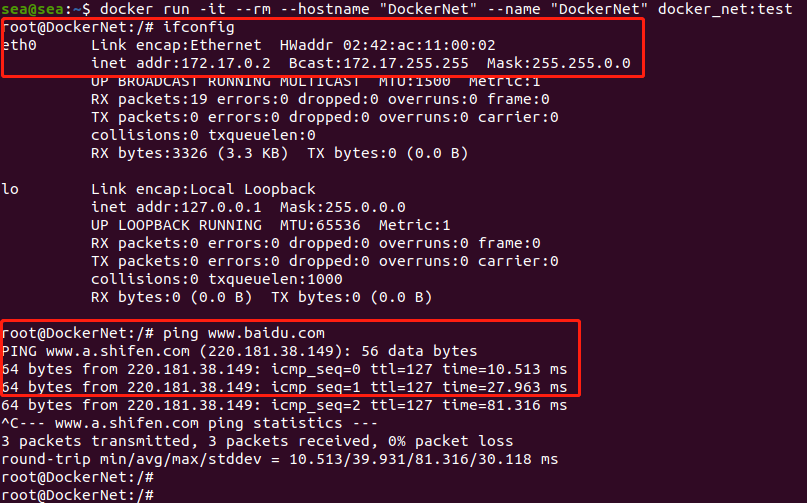 sea@sea:~$ docker run -it --rm --hostname "DockerNet" --name "DockerNet" docker_net:test
root@DockerNet:/# ifconfig
eth0 Link encap:Ethernet HWaddr 02:42:ac:11:00:02
inet addr:172.17.0.2 Bcast:172.17.255.255 Mask:255.255.0.0
UP BROADCAST RUNNING MULTICAST MTU:1500 Metric:1
RX packets:19 errors:0 dropped:0 overruns:0 frame:0
TX packets:0 errors:0 dropped:0 overruns:0 carrier:0
collisions:0 txqueuelen:0
RX bytes:3326 (3.3 KB) TX bytes:0 (0.0 B)
lo Link encap:Local Loopback
inet addr:127.0.0.1 Mask:255.0.0.0
UP LOOPBACK RUNNING MTU:65536 Metric:1
RX packets:0 errors:0 dropped:0 overruns:0 frame:0
TX packets:0 errors:0 dropped:0 overruns:0 carrier:0
collisions:0 txqueuelen:1000
RX bytes:0 (0.0 B) TX bytes:0 (0.0 B)
root@DockerNet:/# ping www.baidu.com
PING www.a.shifen.com (220.181.38.149): 56 data bytes
64 bytes from 220.181.38.149: icmp_seq=0 ttl=127 time=10.513 ms
64 bytes from 220.181.38.149: icmp_seq=1 ttl=127 time=27.963 ms
64 bytes from 220.181.38.149: icmp_seq=2 ttl=127 time=81.316 ms
^C--- www.a.shifen.com ping statistics ---
3 packets transmitted, 3 packets received, 0% packet loss
round-trip min/avg/max/stddev = 10.513/39.931/81.316/30.118 ms
root@DockerNet:/#
root@DockerNet:/#